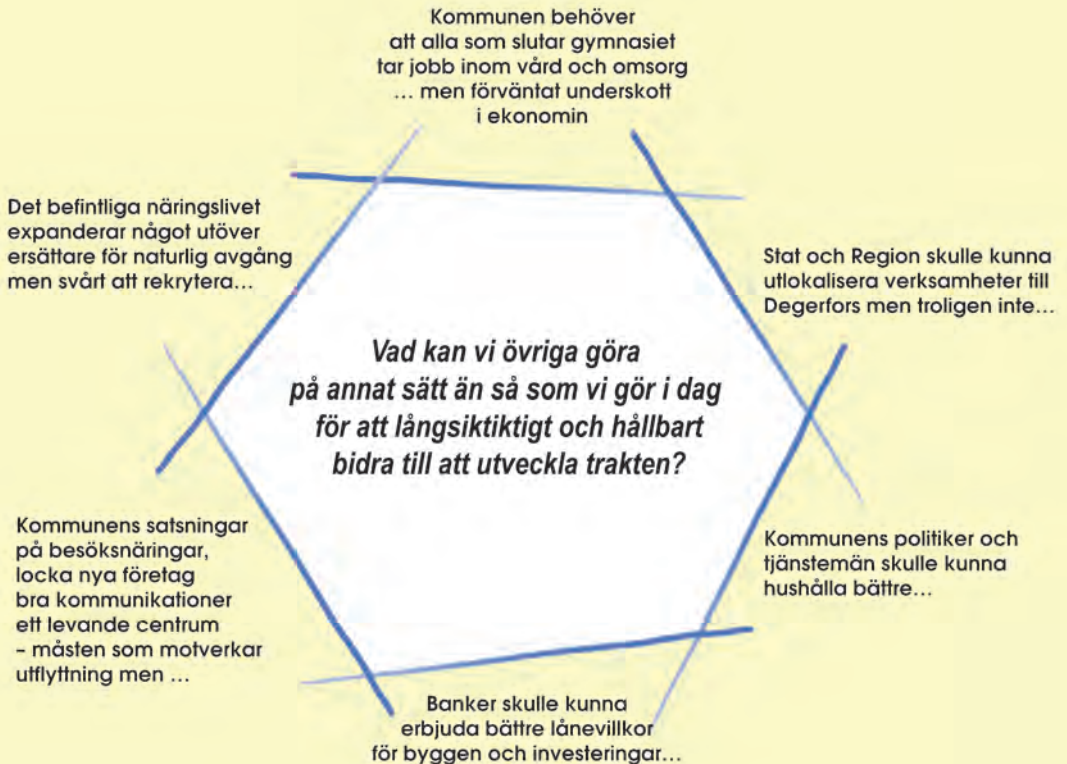 Kommunen behöver
att alla som slutar gymnasiet
tar jobb inom vård och omsorg
... men förväntat underskott
i ekonomin
Det befintliga näringslivet
expanderar något utöver
ersättare för naturlig avgång
men svårt att rekrytera...
Stat och Region skulle kunna
utlokalisera verksamheter till
Degerfors men troligen inte...
Vad kan vi övriga göra
på annat sätt än så som vi gör i dag
för att långsiktiktigt och hållbart
bidra till att utveckla trakten?
Kommunens satsningar
på besöksnäringar,
locka nya företag
bra kommunikationer
ett levande centrum
– måsten som motverkar
utflyttning men ...
Kommunens politiker och
tjänstemän skulle kunna
hushålla bättre...
Banker skulle kunna
erbjuda bättre lånevillkor
för byggen och investeringar...